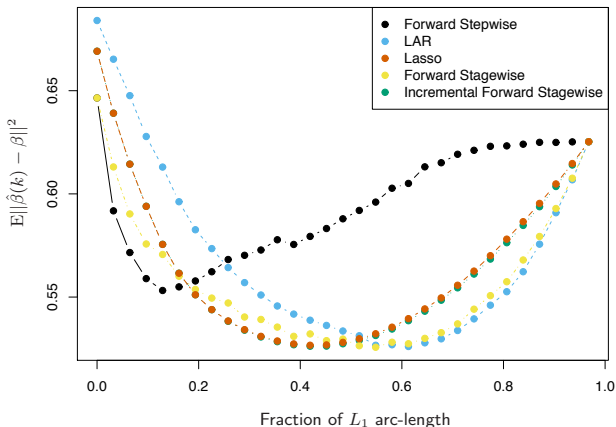 Forward Stepwise
LAR
Lasso
Forward Stagewise
Incremental Forward Stagewise
E||β̂(k) − β||²
0.65
0.60
0.55
0.0 0.2 0.4 0.6 0.8 1.0
Fraction of L₁ arc-length